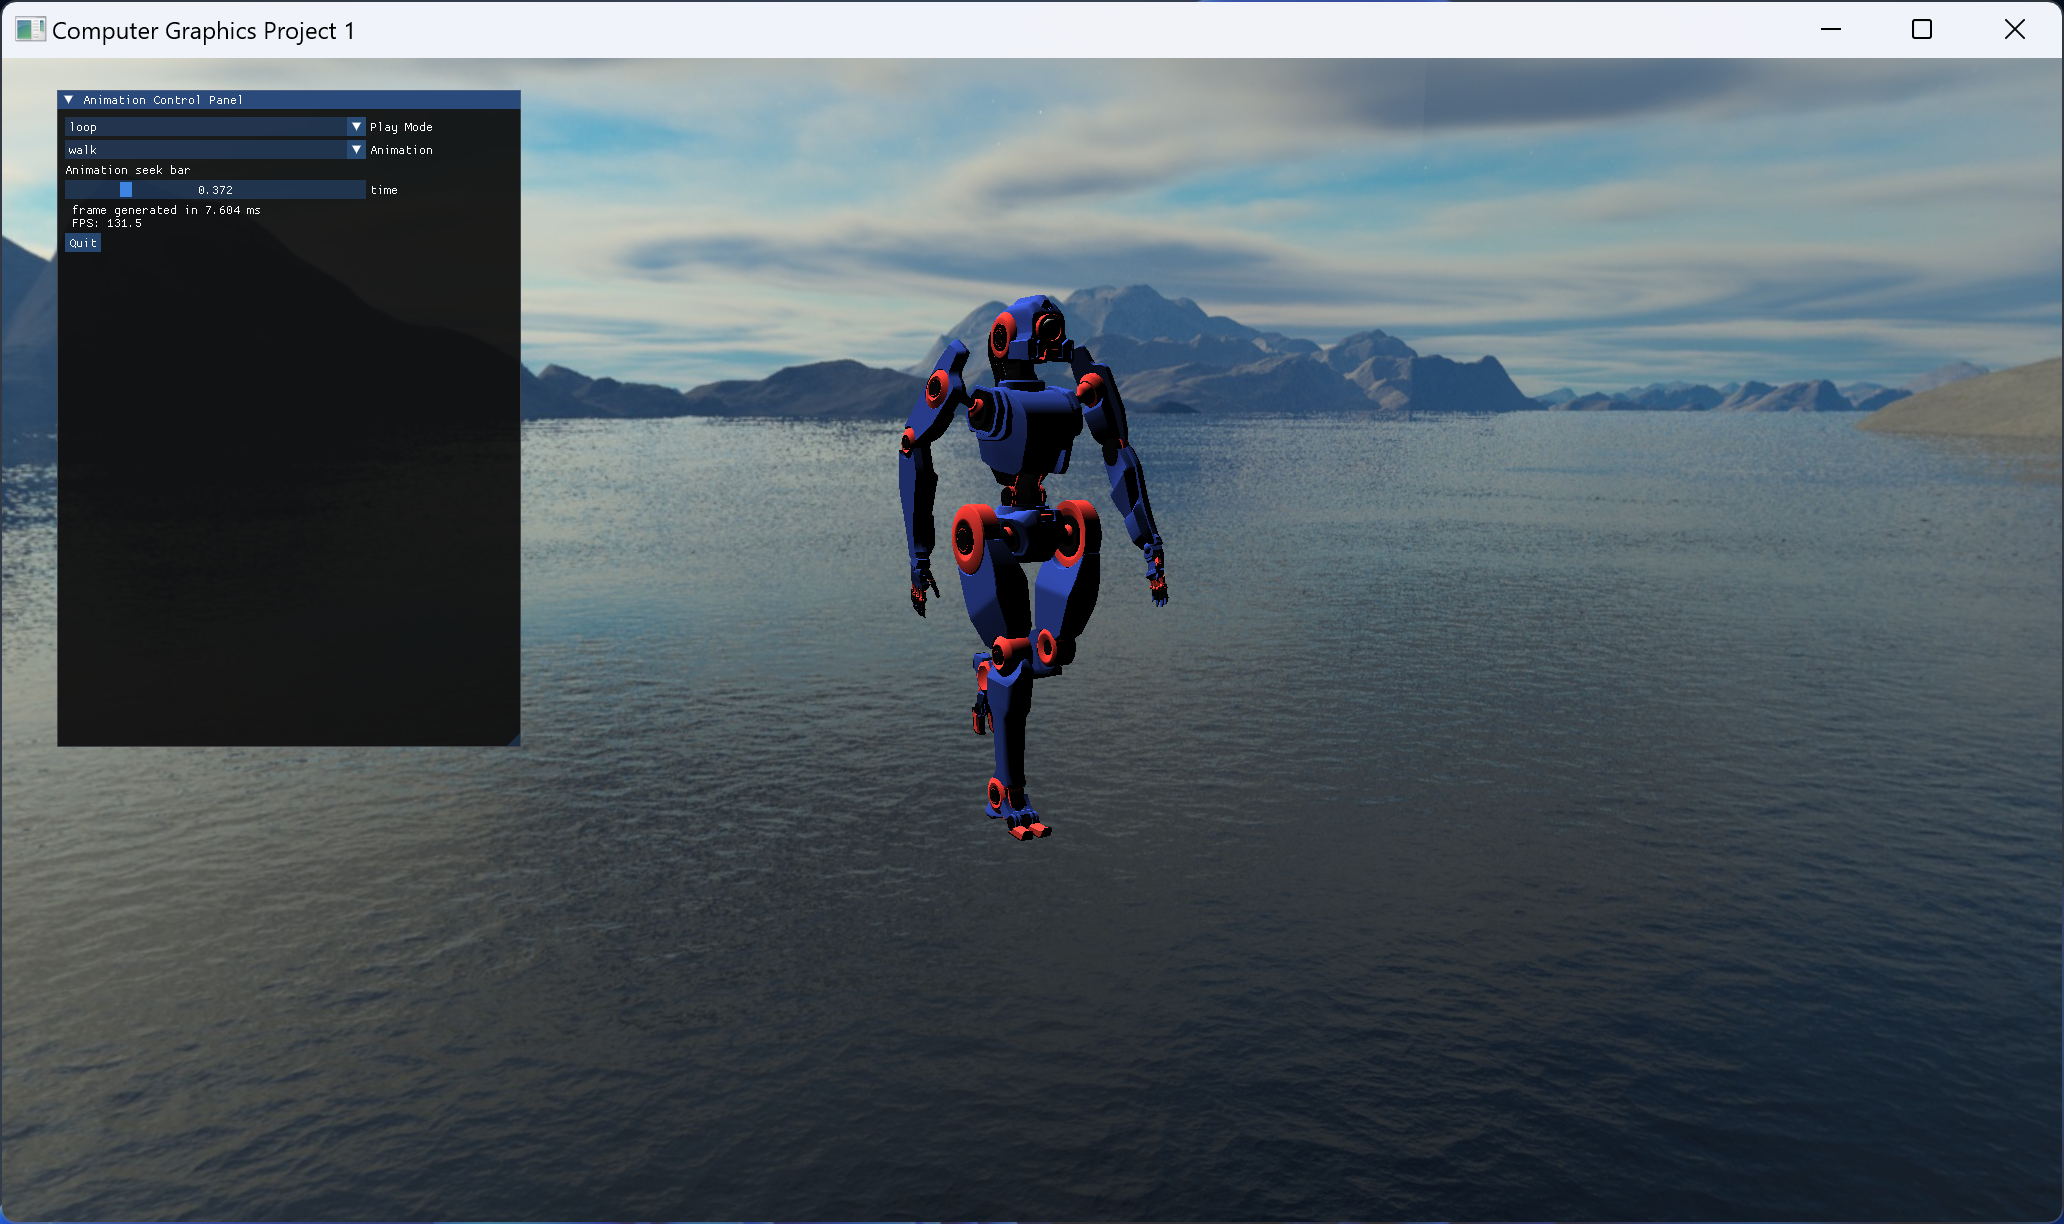 Computer Graphics Project 1
Animation Control Panel
loop Play Mode
walk Animation
Animation seek bar
0.372 time
frame generated in 7.604 ms
FPS: 131.5
Quit